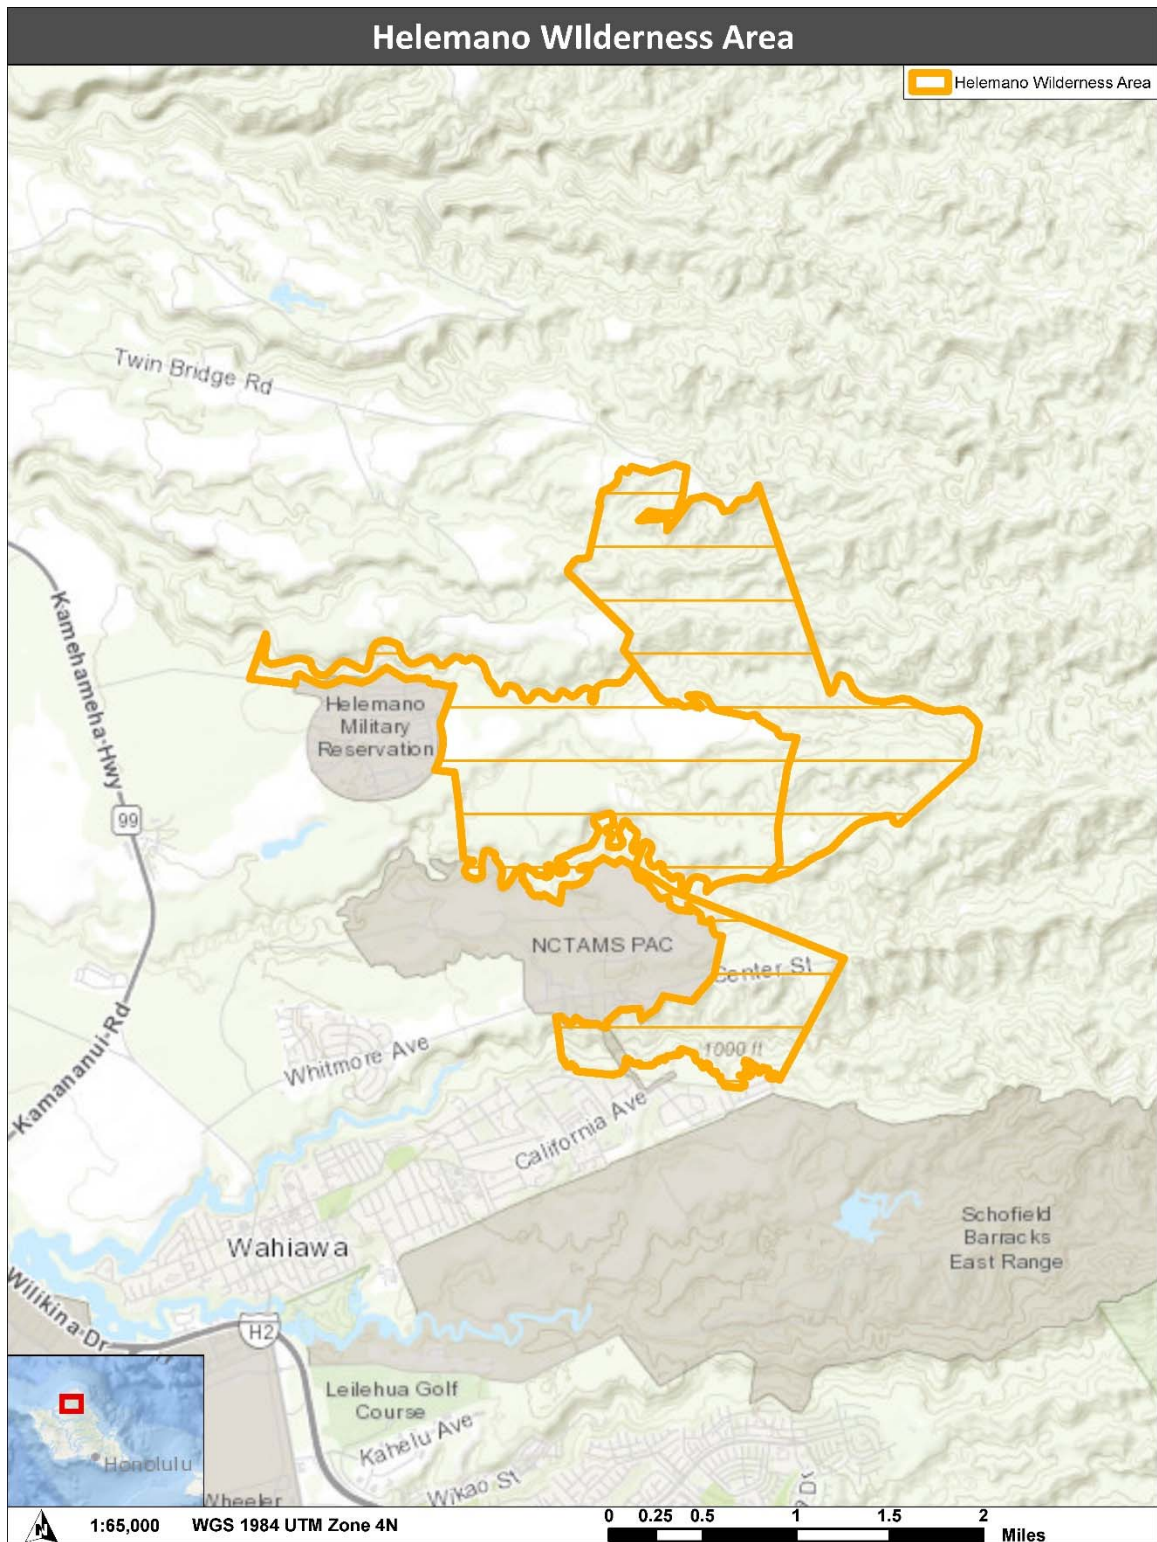 Helemano WIlderness Area
Helemano Wilderness Area
Twin Bridge Rd
Kamehameha Hwy
Helemano
Military
Reservation
99
NCTAMS PAC
Center St
Kamananui Rd
Whitmore Ave
1000 ft
California Ave
Schofield
Barracks
East Range
Wahiawa
Wilikina Dr
H2
Leilehua Golf
Course
Kahelu Ave
Honolulu
Wikao St
Wheeler
N
1:65,000 WGS 1984 UTM Zone 4N
0 0.25 0.5 1 1.5 2
Miles